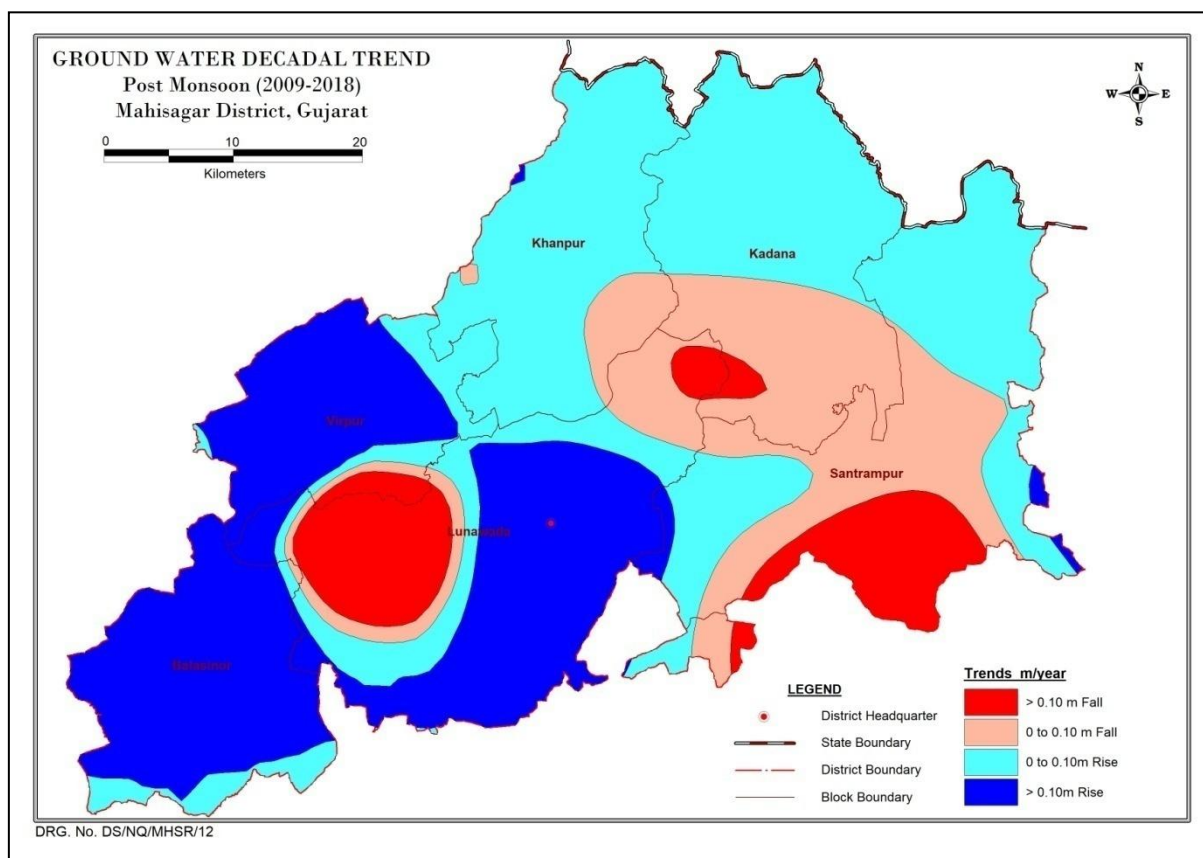 GROUND WATER DECADAL TREND
Post Monsoon (2009-2018)
Mahisagar District, Gujarat
0 10 20
Kilometers
N
W E
S
Khanpur
Kadana
Virpur
Santrampur
Lunawada
Balasinor
LEGEND
District Headquarter
State Boundary
District Boundary
Block Boundary
Trends m/year
> 0.10 m Fall
0 to 0.10 m Fall
0 to 0.10m Rise
> 0.10m Rise
DRG. No. DS/NQ/MHSR/12